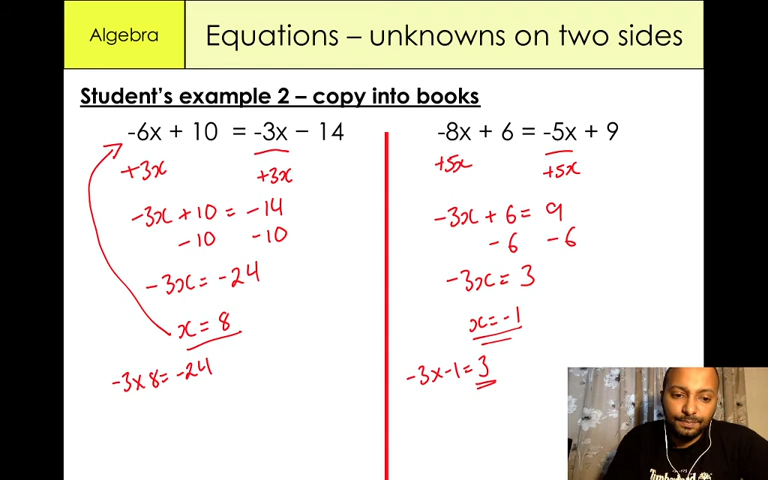 Algebra
Equations – unknowns on two sides
Student's example 2 – copy into books
-6x + 10 = -3x – 14
+3x +3x
-3x + 10 = -14
-10 -10
-3x = -24
x = 8
-3 x 8 = -24
-8x + 6 = -5x + 9
+5x +5x
-3x + 6 = 9
-6 -6
-3x = 3
x = -1
-3 x -1 = 3
Timberland